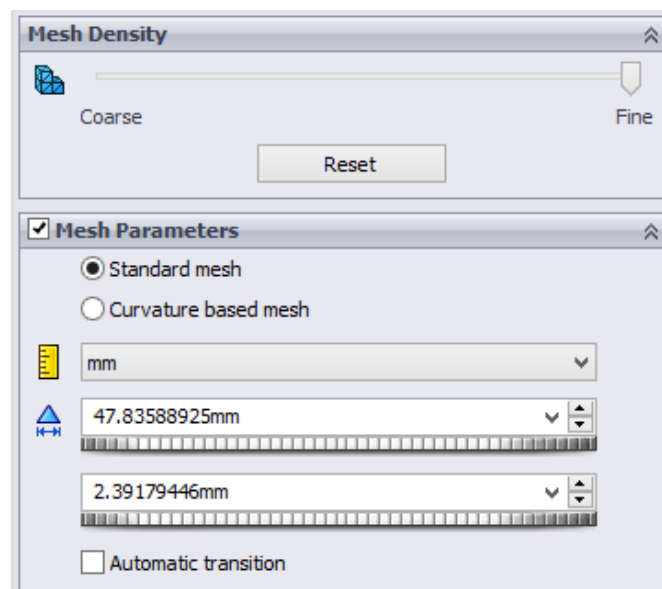 Mesh Density
Coarse Fine
Reset
Mesh Parameters
Standard mesh
Curvature based mesh
mm
47.83588925mm
2.39179446mm
Automatic transition